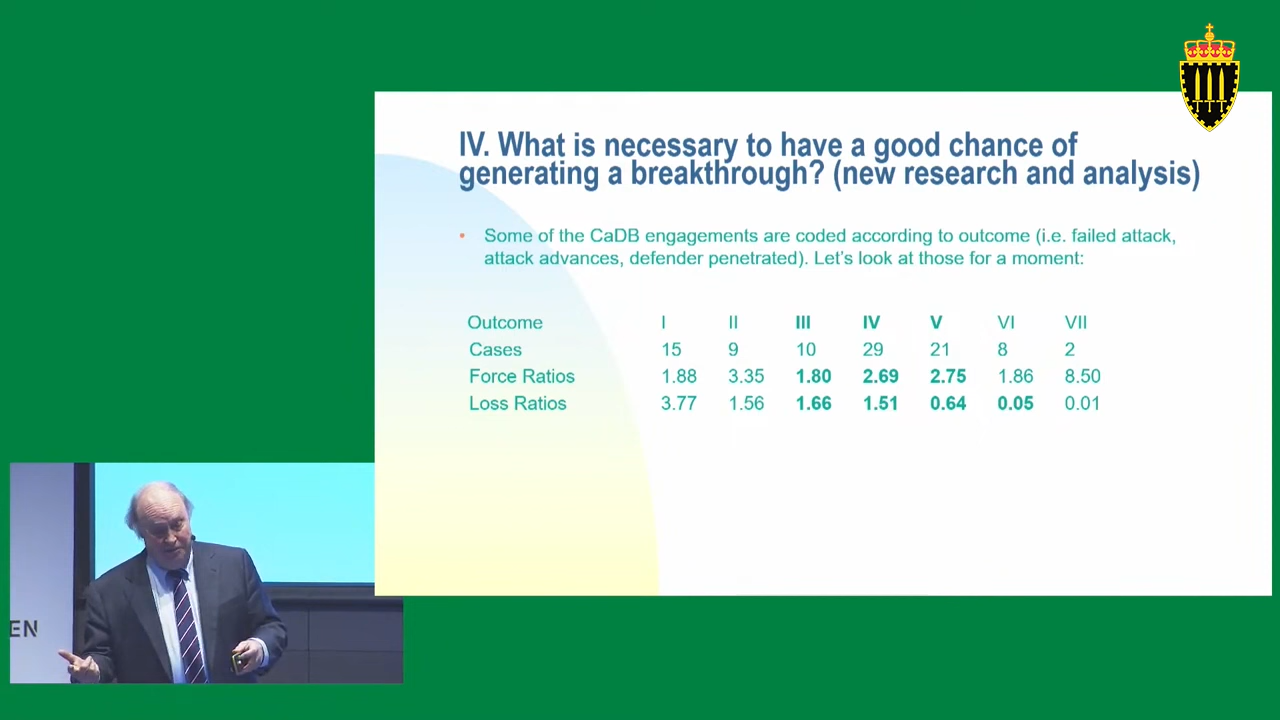 IV. What is necessary to have a good chance of
generating a breakthrough? (new research and analysis)
• Some of the CaDB engagements are coded according to outcome (i.e. failed attack,
attack advances, defender penetrated). Let's look at those for a moment:
Outcome I II III IV V VI VII
Cases 15 9 10 29 21 8 2
Force Ratios 1.88 3.35 1.80 2.69 2.75 1.86 8.50
Loss Ratios 3.77 1.56 1.66 1.51 0.64 0.05 0.01
EN